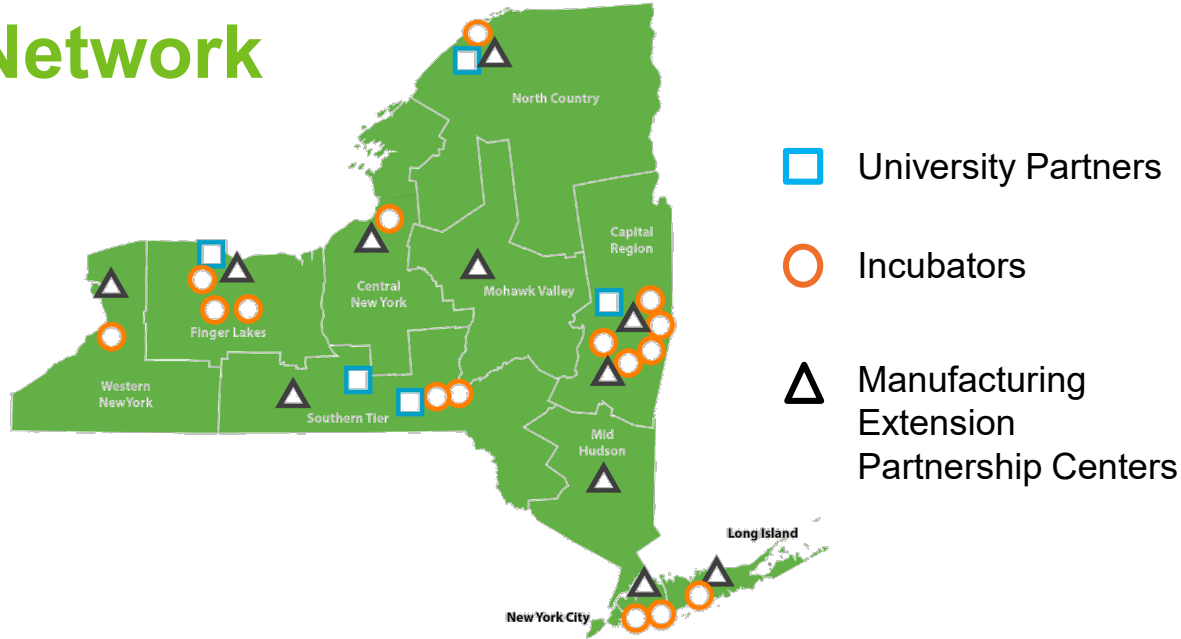 Network
North Country
University Partners
Capital
Region
Incubators
Central
New York
Mohawk Valley
Finger Lakes
Western
NewYork
Southern Tier
Manufacturing
Extension
Partnership Centers
Mid
Hudson
Long Island
New York City